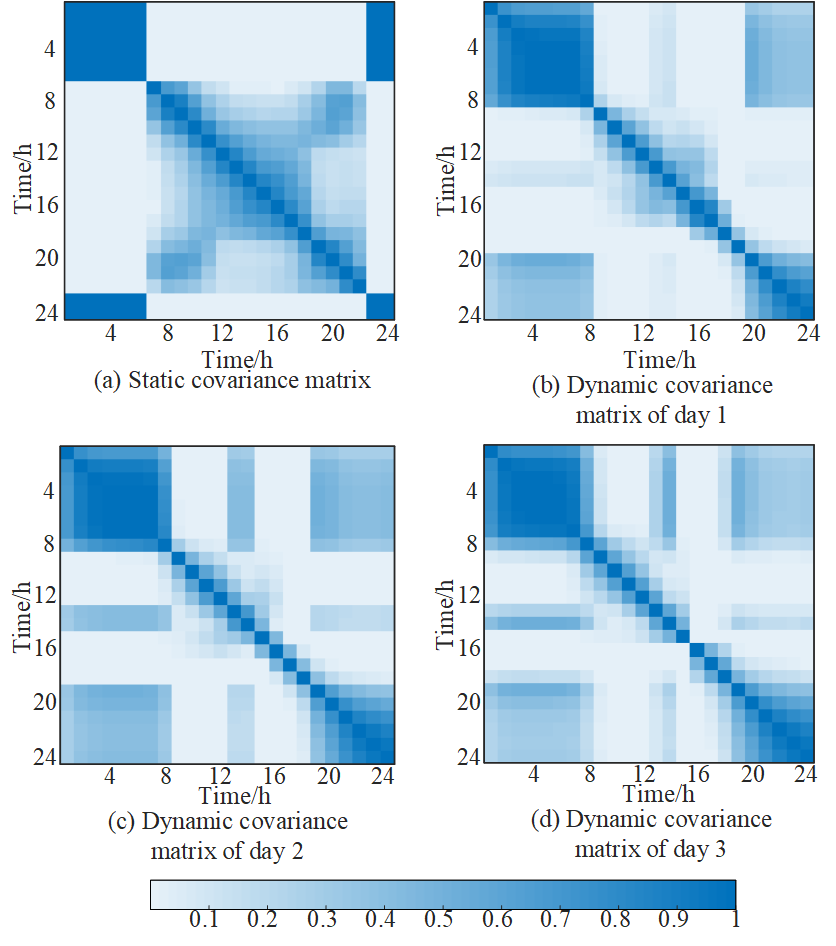 4
8
12
16
20
24
Time/h
4 8 12 16 20 24
Time/h
(a) Static covariance matrix
4
8
12
16
20
24
Time/h
4 8 12 16 20 24
Time/h
(b) Dynamic covariance
matrix of day 1
4
8
12
16
20
24
Time/h
4 8 12 16 20 24
Time/h
(c) Dynamic covariance
matrix of day 2
4
8
12
16
20
24
Time/h
4 8 12 16 20 24
Time/h
(d) Dynamic covariance
matrix of day 3
0.1 0.2 0.3 0.4 0.5 0.6 0.7 0.8 0.9 1